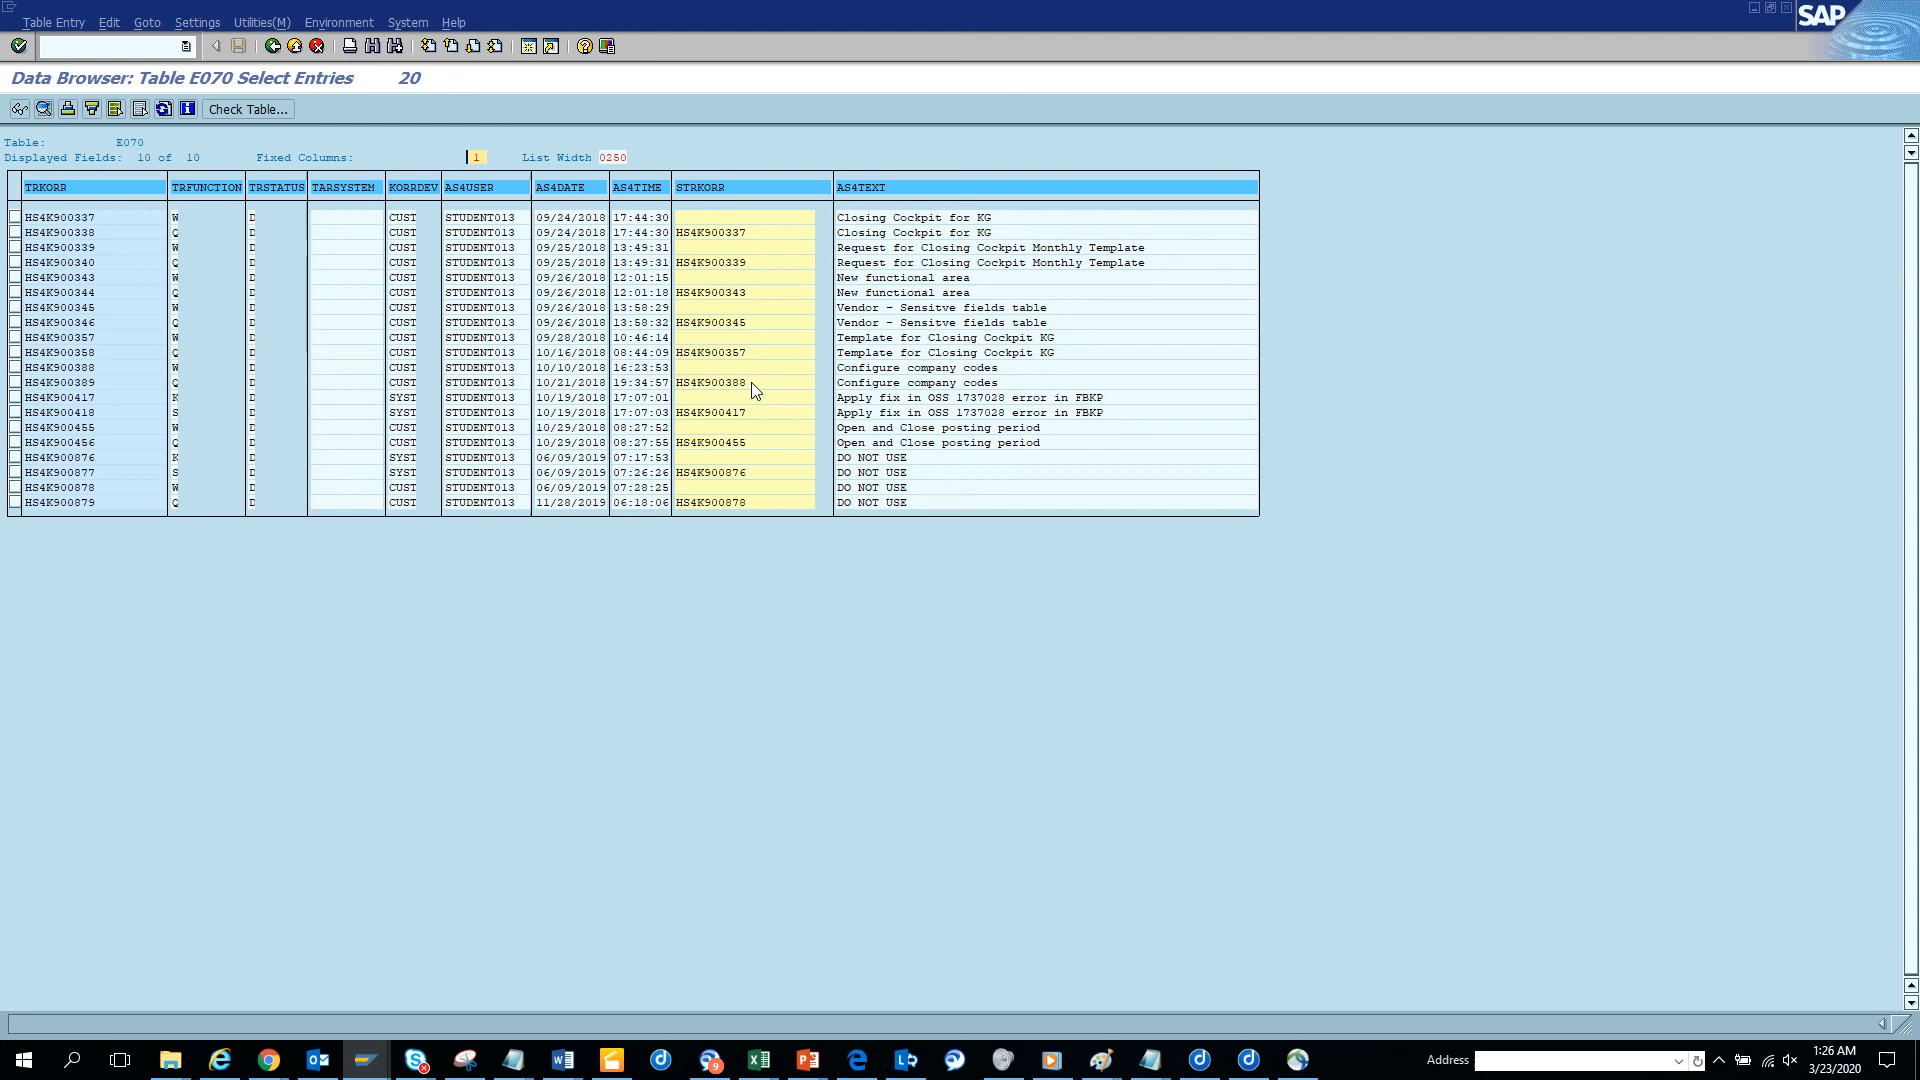 Table Entry Edit Goto Settings Utilities(M) Environment System Help
SAP
Data Browser: Table E070 Select Entries 20
Check Table...
Table: E070
Displayed Fields: 10 of 10 Fixed Columns: 1 List Width 0250
TRKORR TRFUNCTION TRSTATUS TARSYSTEM KORRDEV AS4USER AS4DATE AS4TIME STRKORR AS4TEXT
HS4K900337 W D CUST STUDENT013 09/24/2018 17:44:30 Closing Cockpit for KG
HS4K900338 Q D CUST STUDENT013 09/24/2018 17:44:30 HS4K900337 Closing Cockpit for KG
HS4K900339 W D CUST STUDENT013 09/25/2018 13:49:31 Request for Closing Cockpit Monthly Template
HS4K900340 Q D CUST STUDENT013 09/25/2018 13:49:31 HS4K900339 Request for Closing Cockpit Monthly Template
HS4K900343 W D CUST STUDENT013 09/26/2018 12:01:15 New functional area
HS4K900344 Q D CUST STUDENT013 09/26/2018 12:01:18 HS4K900343 New functional area
HS4K900345 W D CUST STUDENT013 09/26/2018 13:58:29 Vendor - Sensitve fields table
HS4K900346 Q D CUST STUDENT013 09/26/2018 13:58:32 HS4K900345 Vendor - Sensitve fields table
HS4K900357 W D CUST STUDENT013 09/28/2018 10:46:14 Template for Closing Cockpit KG
HS4K900358 Q D CUST STUDENT013 10/16/2018 08:44:09 HS4K900357 Template for Closing Cockpit KG
HS4K900388 W D CUST STUDENT013 10/10/2018 16:23:53 Configure company codes
HS4K900389 Q D CUST STUDENT013 10/21/2018 19:34:57 HS4K900388 Configure company codes
HS4K900417 K D SYST STUDENT013 10/19/2018 17:07:01 Apply fix in OSS 1737028 error in FBKP
HS4K900418 S D SYST STUDENT013 10/19/2018 17:07:03 HS4K900417 Apply fix in OSS 1737028 error in FBKP
HS4K900455 W D CUST STUDENT013 10/29/2018 08:27:52 Open and Close posting period
HS4K900456 Q D CUST STUDENT013 10/29/2018 08:27:55 HS4K900455 Open and Close posting period
HS4K900876 K D SYST STUDENT013 06/09/2019 07:17:53 DO NOT USE
HS4K900877 S D SYST STUDENT013 06/09/2019 07:26:26 HS4K900876 DO NOT USE
HS4K900878 W D CUST STUDENT013 06/09/2019 07:28:25 DO NOT USE
HS4K900879 Q D CUST STUDENT013 11/28/2019 06:18:06 HS4K900878 DO NOT USE
Address
1:26 AM
3/23/2020